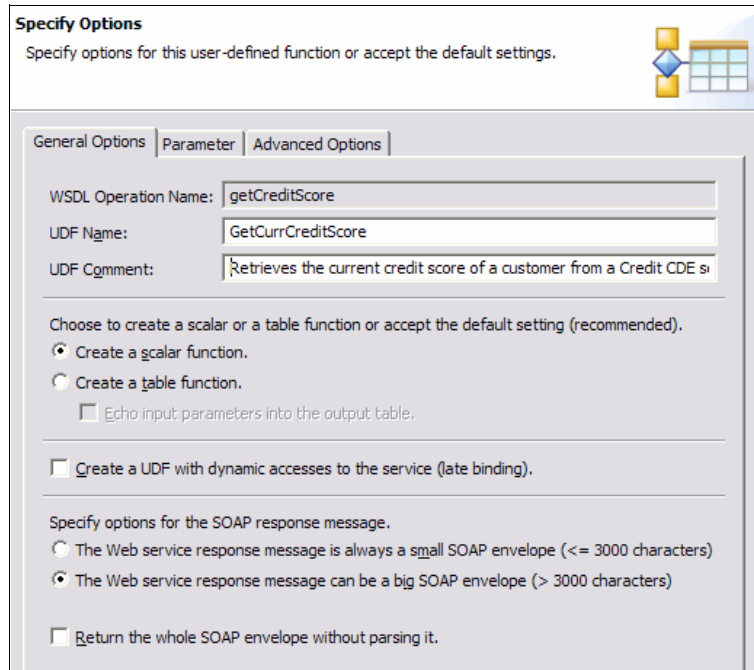 Specify Options
Specify options for this user-defined function or accept the default settings.
General Options Parameter Advanced Options
WSDL Operation Name: getCreditScore
UDF Name: GetCurrCreditScore
UDF Comment: Retrieves the current credit score of a customer from a Credit CDE
Choose to create a scalar or a table function or accept the default setting (recommended).
Create a scalar function.
Create a table function.
Echo input parameters into the output table.
Create a UDF with dynamic accesses to the service (late binding).
Specify options for the SOAP response message.
The Web service response message is always a small SOAP envelope (<= 3000 characters)
The Web service response message can be a big SOAP envelope (> 3000 characters)
Return the whole SOAP envelope without parsing it.